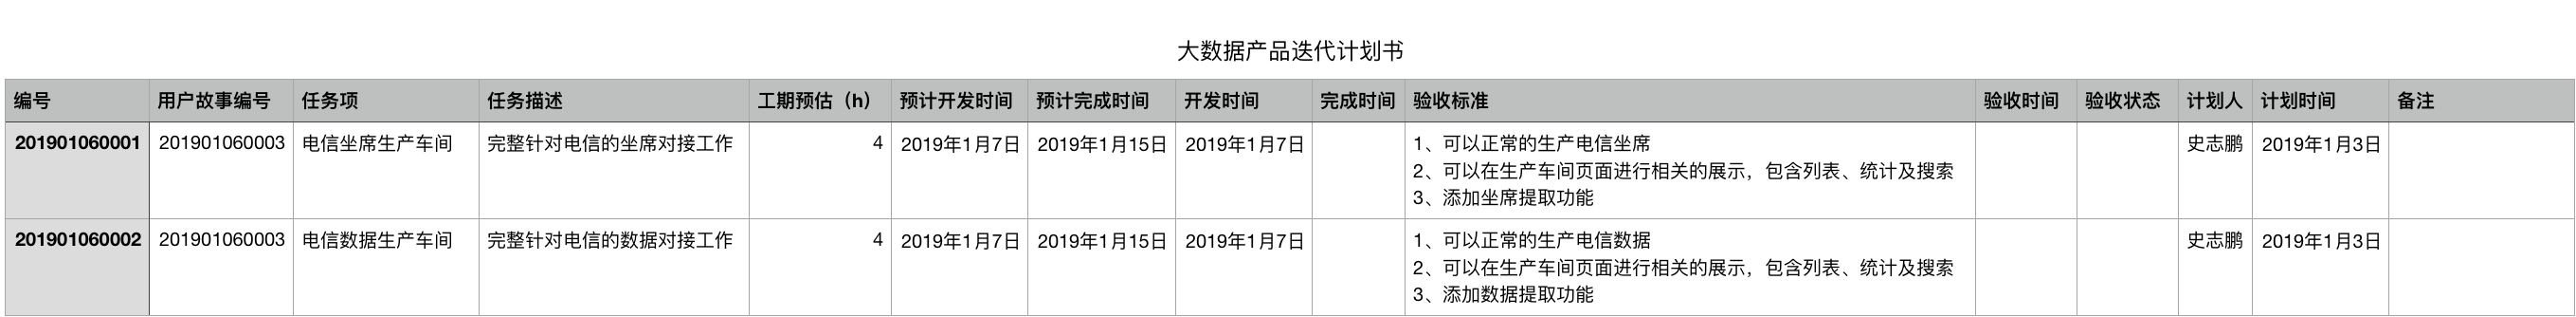 大数据产品迭代计划书
编号 用户故事编号 任务项 任务描述 工期预估（h） 预计开发时间 预计完成时间 开发时间 完成时间 验收标准 验收时间 验收状态 计划人 计划时间 备注
201901060001 201901060003 电信坐席生产车间 完整针对电信的坐席对接工作 4 2019年1月7日 2019年1月15日 2019年1月7日 1、可以正常的生产电信坐席 史志鹏 2019年1月3日
2、可以在生产车间页面进行相关的展示，包含列表、统计及搜索
3、添加坐席提取功能
201901060002 201901060003 电信数据生产车间 完整针对电信的数据对接工作 4 2019年1月7日 2019年1月15日 2019年1月7日 1、可以正常的生产电信数据 史志鹏 2019年1月3日
2、可以在生产车间页面进行相关的展示，包含列表、统计及搜索
3、添加数据提取功能